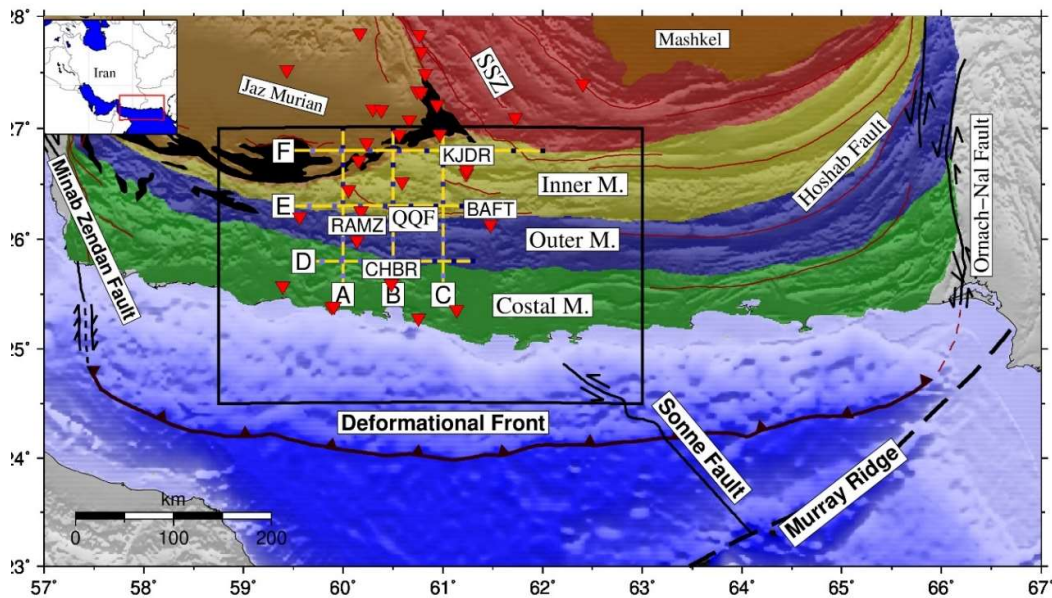 28°
Iran
Mashkel
SSZ
Jaz Murian
27°
F
KJDR
Inner M.
Hoshab Fault
Minab Zendan Fault
E
BAFT
RAMZ
QQF
Outer M.
Ornach-Nal Fault
26°
D
CHBR
A
B
C
Costal M.
25°
Deformational Front
Sonne Fault
24°
Murray Ridge
km
0
100
200
23°
57°
58°
59°
60°
61°
62°
63°
64°
65°
66°
67°